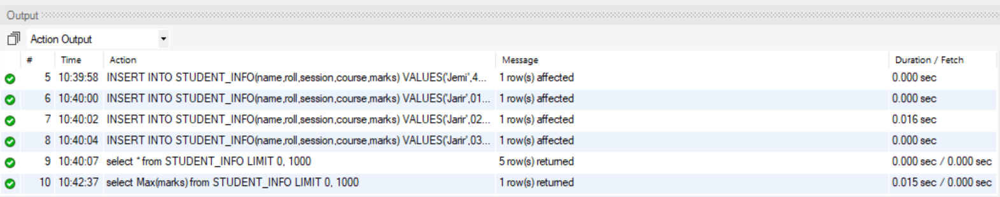 Output
Action Output
# Time Action Message Duration / Fetch
5 10:39:58 INSERT INTO STUDENT_INFO(name,roll,session,course,marks) VALUES('Jemi',4... 1 row(s) affected 0.000 sec
6 10:40:00 INSERT INTO STUDENT_INFO(name,roll,session,course,marks) VALUES('Jarir',01... 1 row(s) affected 0.000 sec
7 10:40:02 INSERT INTO STUDENT_INFO(name,roll,session,course,marks) VALUES('Jarir',02... 1 row(s) affected 0.016 sec
8 10:40:04 INSERT INTO STUDENT_INFO(name,roll,session,course,marks) VALUES('Jarir',03... 1 row(s) affected 0.000 sec
9 10:40:07 select * from STUDENT_INFO LIMIT 0, 1000 5 row(s) returned 0.000 sec / 0.000 sec
10 10:42:37 select Max(marks) from STUDENT_INFO LIMIT 0, 1000 1 row(s) returned 0.015 sec / 0.000 sec